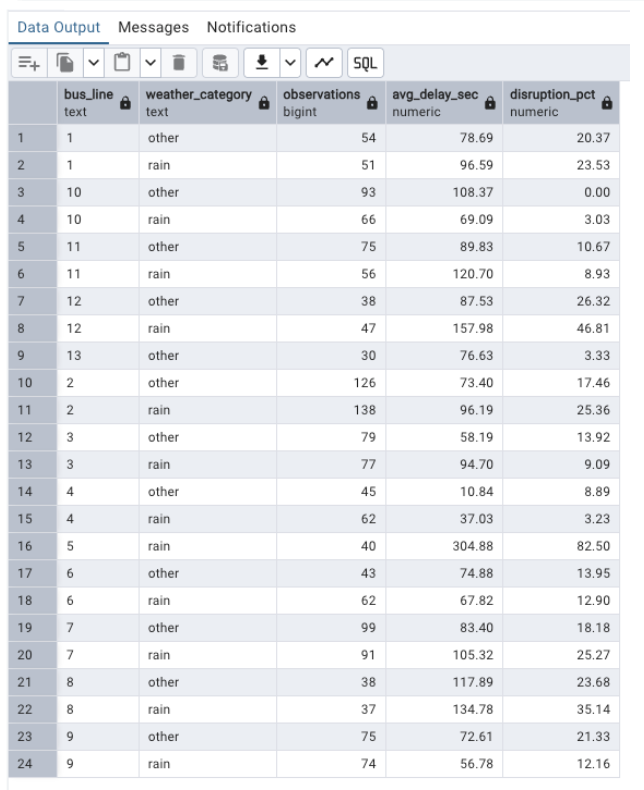 Data Output Messages Notifications
SQL
bus_line weather_category observations avg_delay_sec disruption_pct
text text bigint numeric numeric
1 1 other 54 78.69 20.37
2 1 rain 51 96.59 23.53
3 10 other 93 108.37 0.00
4 10 rain 66 69.09 3.03
5 11 other 75 89.83 10.67
6 11 rain 56 120.70 8.93
7 12 other 38 87.53 26.32
8 12 rain 47 157.98 46.81
9 13 other 30 76.63 3.33
10 2 other 126 73.40 17.46
11 2 rain 138 96.19 25.36
12 3 other 79 58.19 13.92
13 3 rain 77 94.70 9.09
14 4 other 45 10.84 8.89
15 4 rain 62 37.03 3.23
16 5 rain 40 304.88 82.50
17 6 other 43 74.88 13.95
18 6 rain 62 67.82 12.90
19 7 other 99 83.40 18.18
20 7 rain 91 105.32 25.27
21 8 other 38 117.89 23.68
22 8 rain 37 134.78 35.14
23 9 other 75 72.61 21.33
24 9 rain 74 56.78 12.16